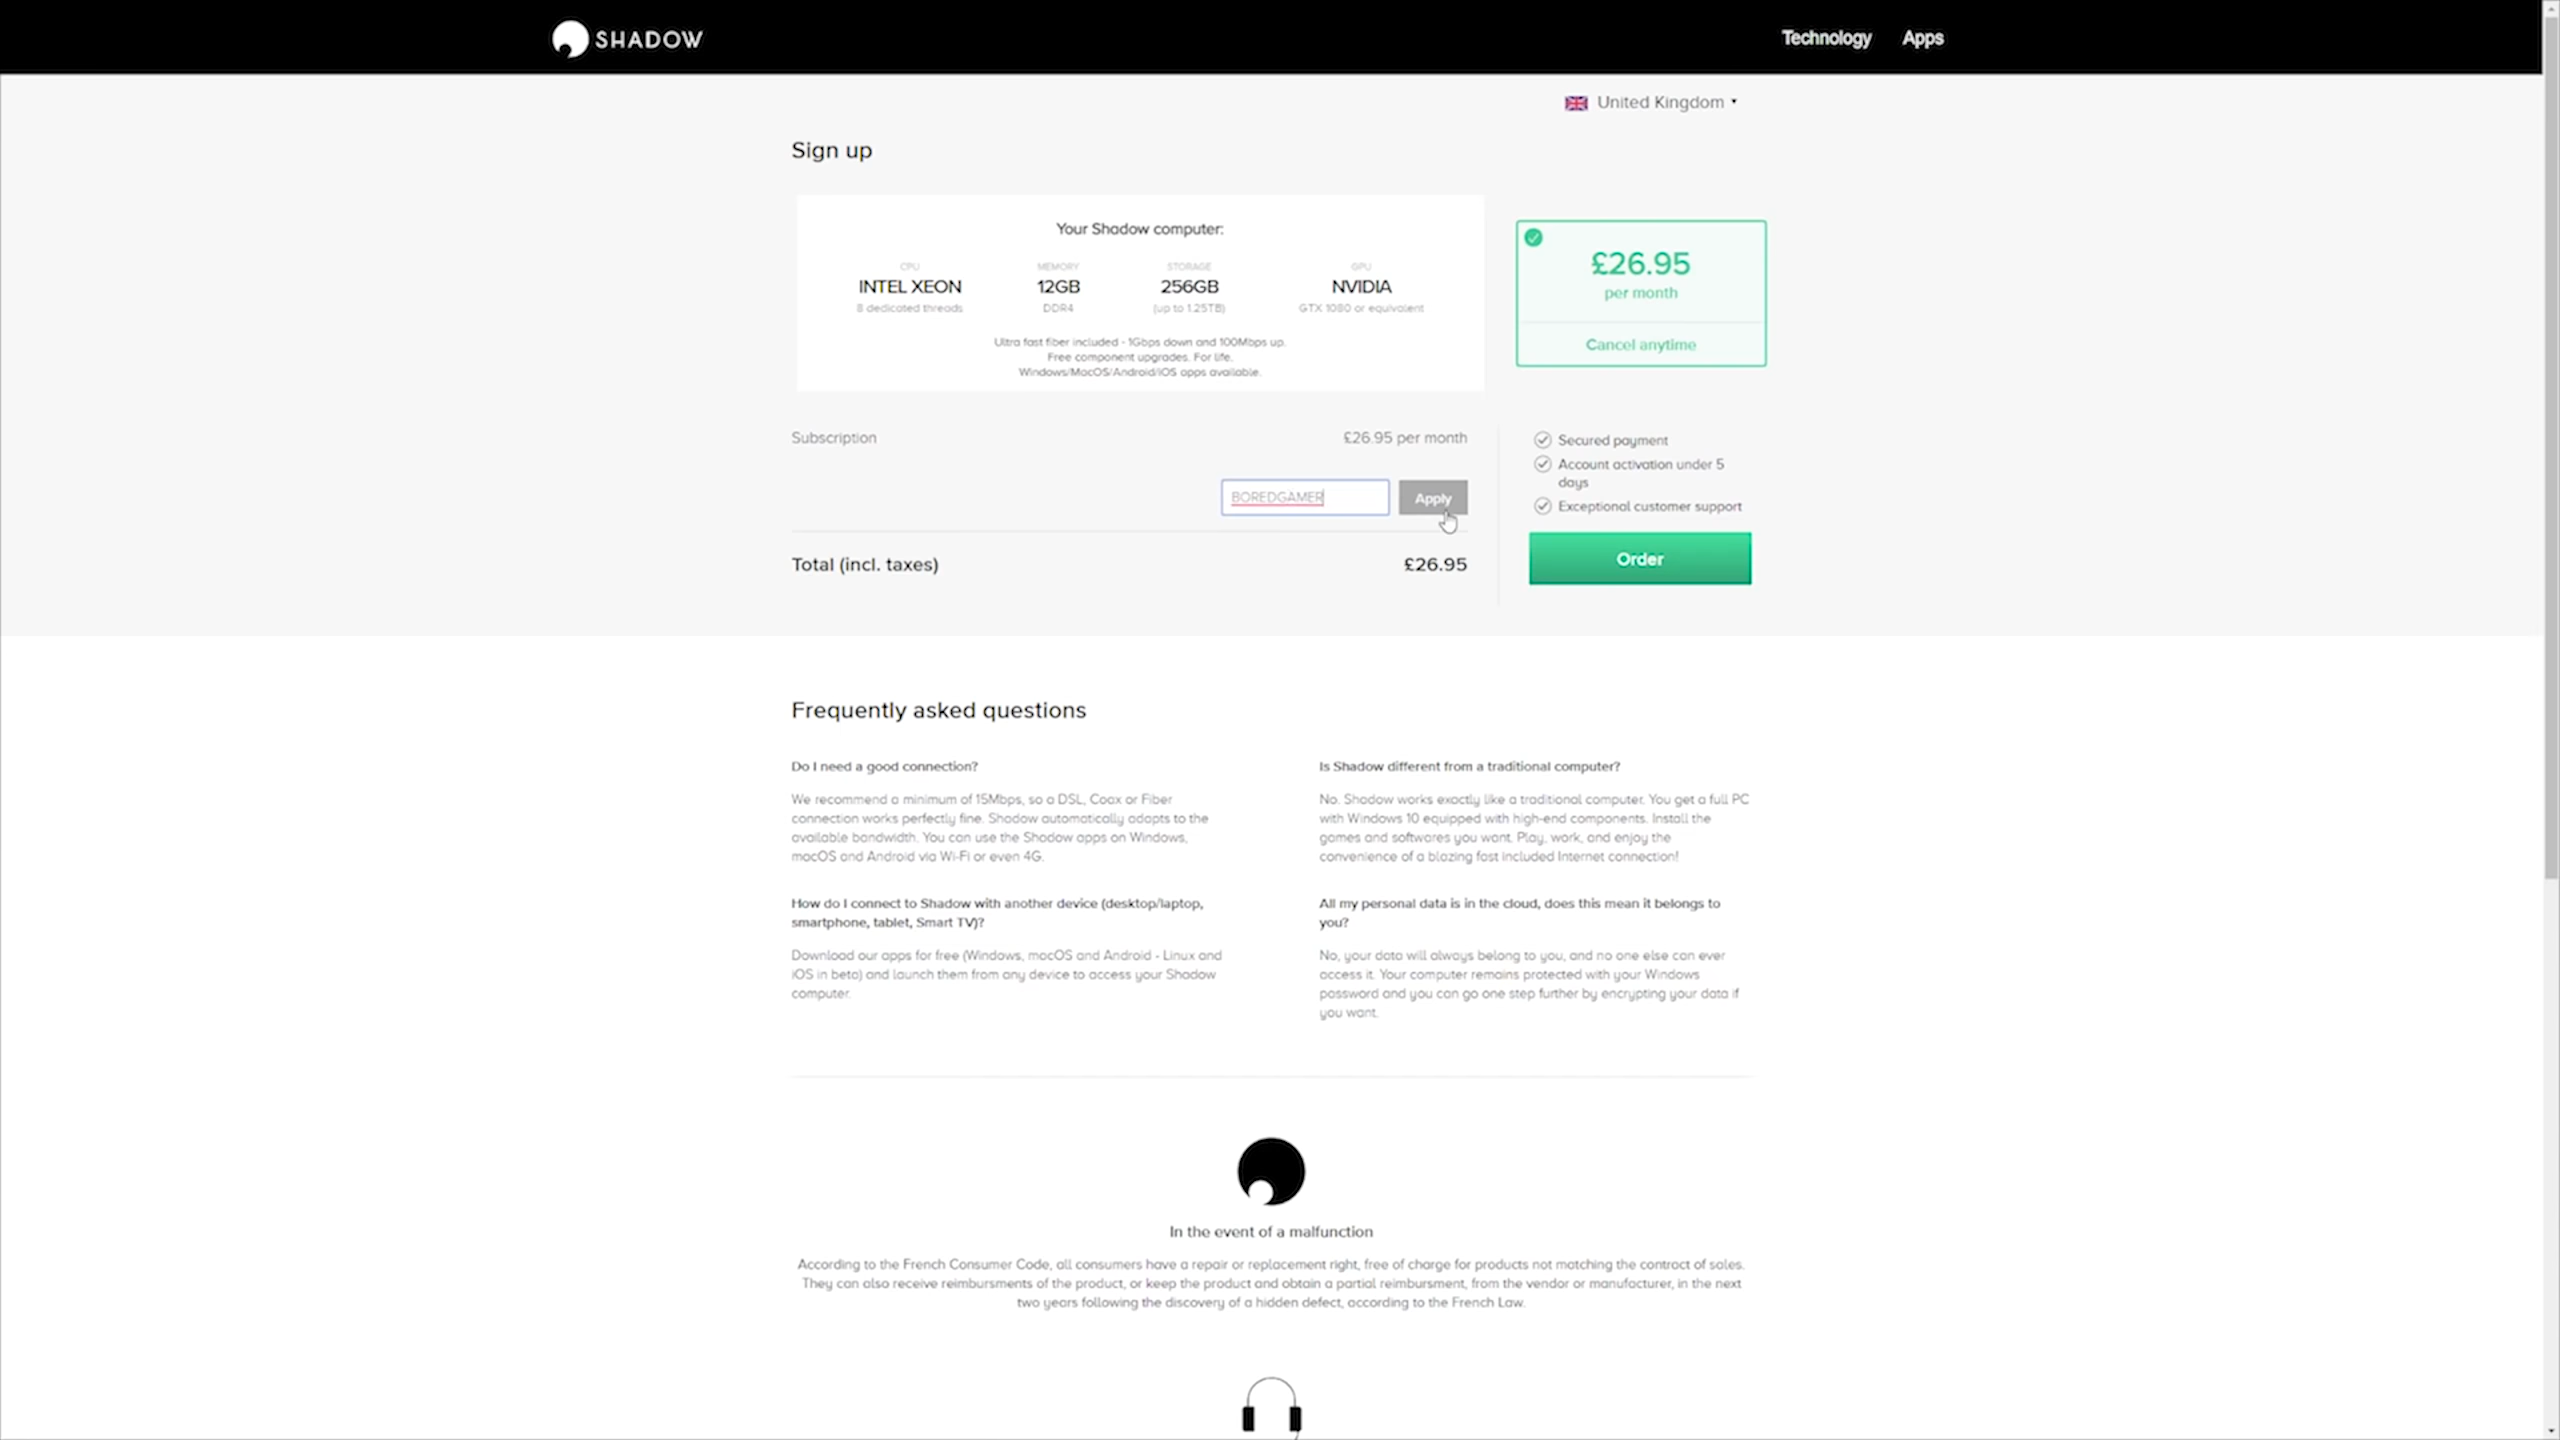 SHADOW
Technology
Apps
United Kingdom
Sign up
Your Shadow computer:
CPU
INTEL XEON
8 dedicated threads
MEMORY
12GB
DDR4
STORAGE
256GB
(up to 1.25TB)
GPU
NVIDIA
GTX 1080 or equivalent
Ultra fast fiber included - 1Gbps down and 100Mbps up.
Free component upgrades. For life.
Windows/MacOS/Android/iOS apps available.
£26.95
per month
Cancel anytime
Subscription
£26.95 per month
BOREDGAMER
Apply
Total (incl. taxes)
£26.95
Secured payment
Account activation under 5
days
Exceptional customer support
Order
Frequently asked questions
Do I need a good connection?
We recommend a minimum of 15Mbps, so a DSL, Coax or Fiber
connection works perfectly fine. Shadow automatically adapts to the
available bandwidth. You can use the Shadow apps on Windows,
macOS and Android via Wi-Fi or even 4G.
Is Shadow different from a traditional computer?
No. Shadow works exactly like a traditional computer. You get a full PC
with Windows 10 equipped with high-end components. Install the
games and softwares you want. Play, work, and enjoy the
convenience of a blazing fast included Internet connection!
How do I connect to Shadow with another device (desktop/laptop,
smartphone, tablet, Smart TV)?
Download our apps for free (Windows, macOS and Android - Linux and
iOS in beta) and launch them from any device to access your Shadow
computer.
All my personal data is in the cloud, does this mean it belongs to
you?
No, your data will always belong to you, and no one else can ever
access it. Your computer remains protected with your Windows
password and you can go one step further by encrypting your data if
you want.
In the event of a malfunction
According to the French Consumer Code, all consumers have a repair or replacement right, free of charge for products not matching the contract of sales.
They can also receive reimbursments of the product, or keep the product and obtain a partial reimbursment, from the vendor or manufacturer, in the next
two years following the discovery of a hidden defect, according to the French Law.